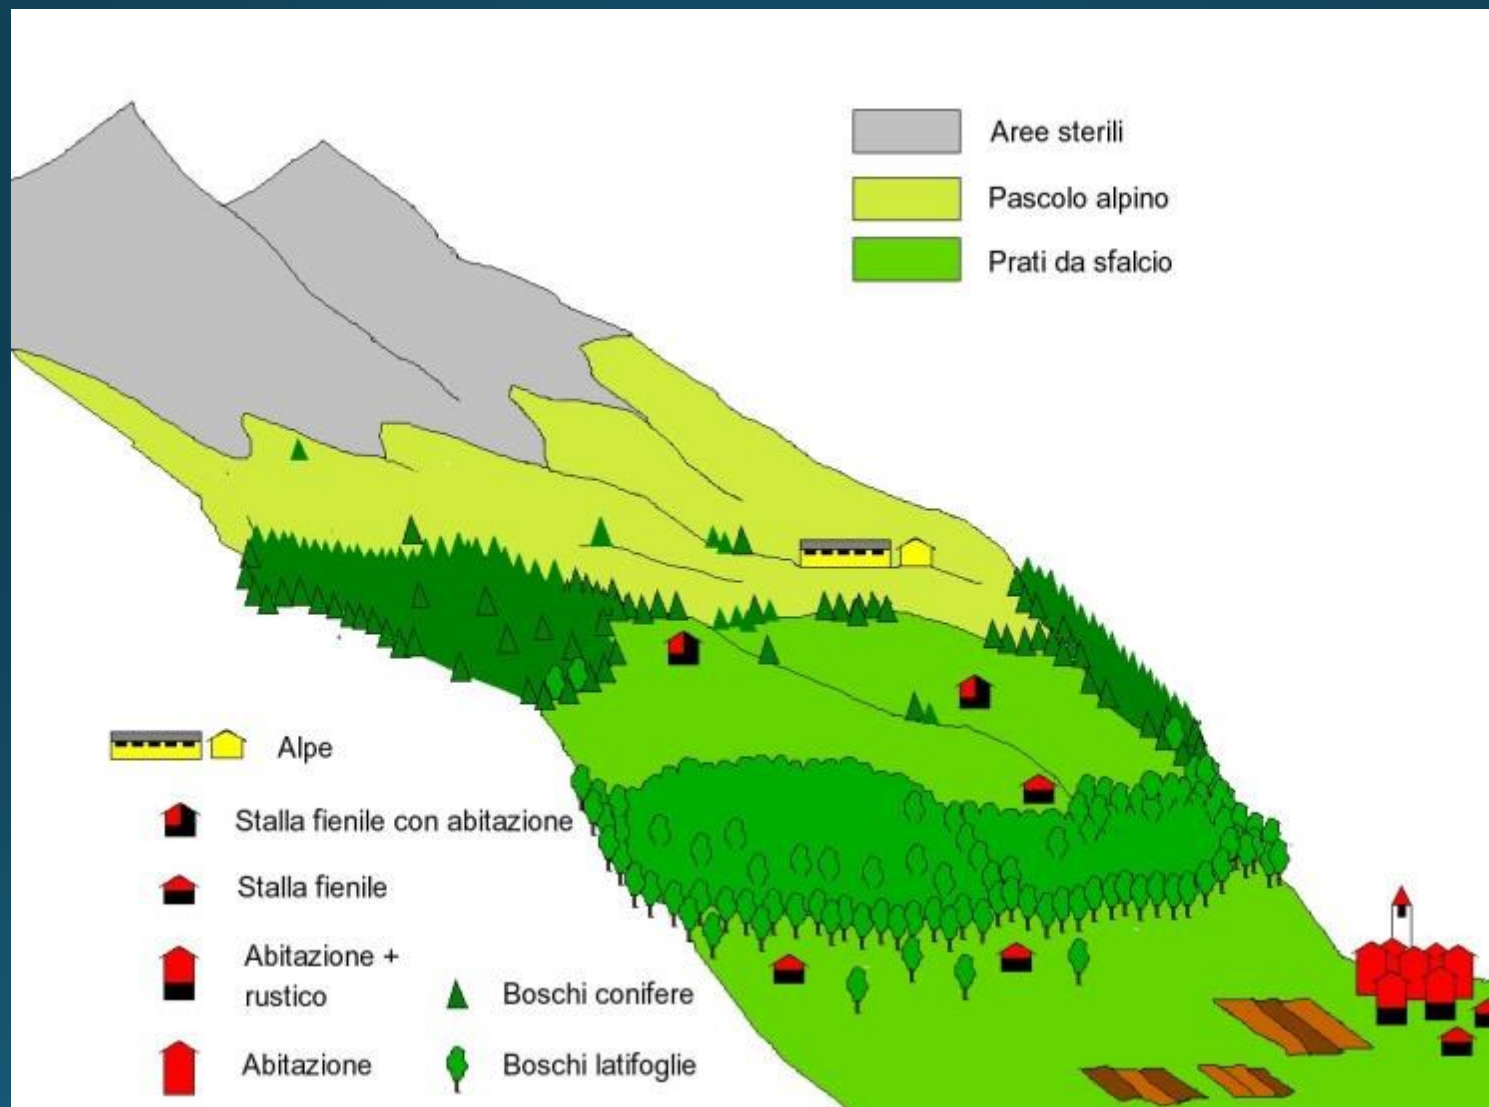 Aree sterili
Pascolo alpino
Prati da sfalcio
Alpe
Stalla fienile con abitazione
Stalla fienile
Abitazione +
rustico
Abitazione
Boschi conifere
Boschi latifoglie